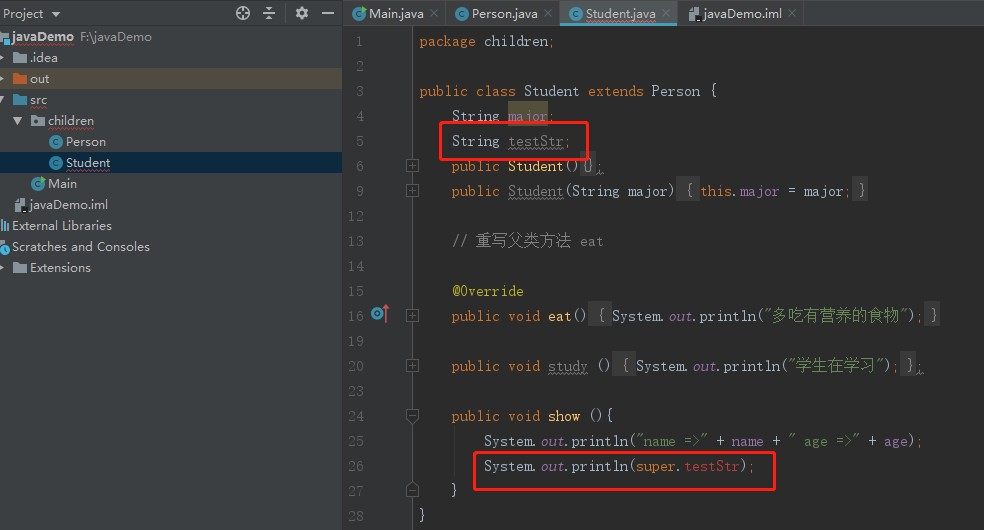 Project
Main.java
Person.java
Student.java
javaDemo.iml
javaDemo F:\javaDemo
.idea
out
src
children
Person
Student
Main
javaDemo.iml
External Libraries
Scratches and Consoles
Extensions
1 package children;
2
3 public class Student extends Person {
4 String major;
5 String testStr;
6 public Student(){};
9 public Student(String major) { this.major = major; }
12
13 // 重写父类方法 eat
14
15 @Override
16 public void eat() { System.out.println("多吃有营养的食物"); }
19
20 public void study () { System.out.println("学生在学习"); };
23
24 public void show (){
25 System.out.println("name =>" + name + " age =>" + age);
26 System.out.println(super.testStr);
27 }
28 }